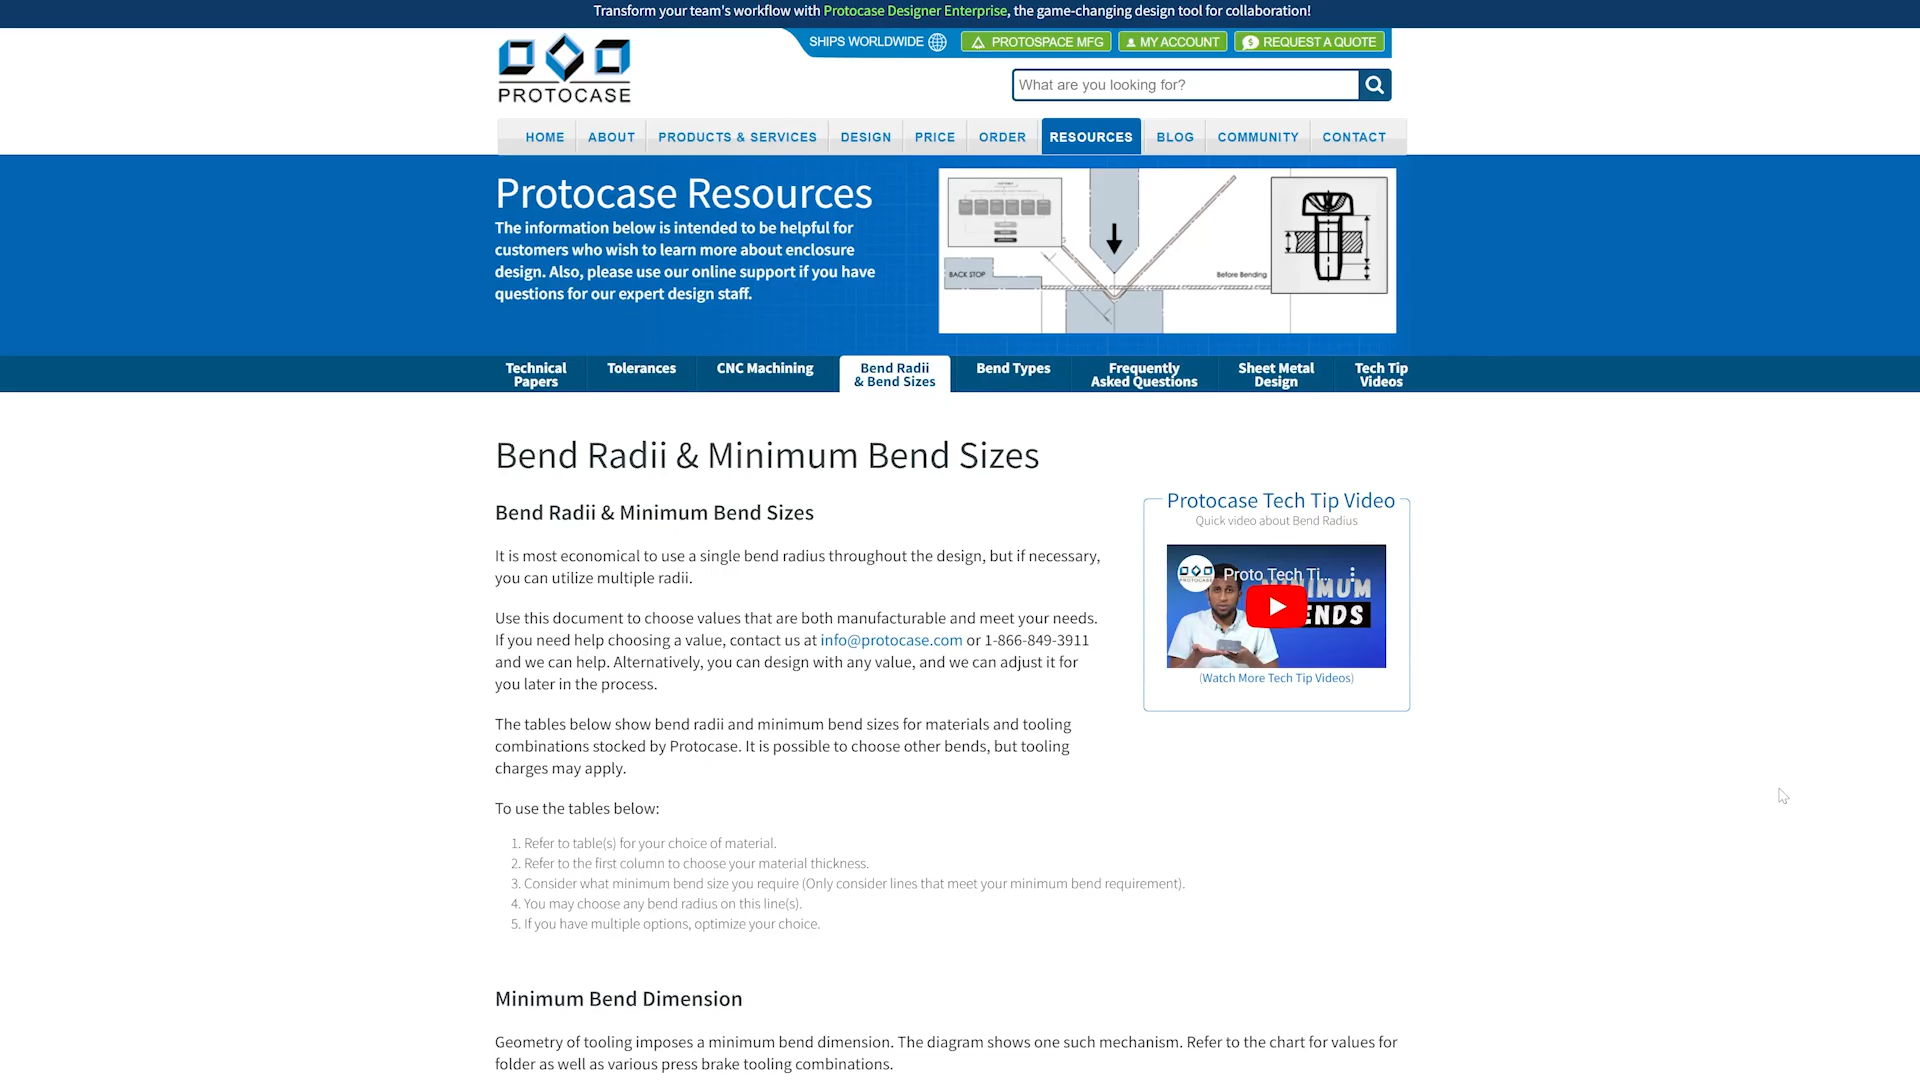 Transform your team's workflow with Protocase Designer Enterprise, the game-changing design tool for collaboration!
SHIPS WORLDWIDE
PROTOSPACE MFG
MY ACCOUNT
REQUEST A QUOTE
PROTOCASE
What are you looking for?
HOME
ABOUT
PRODUCTS & SERVICES
DESIGN
PRICE
ORDER
RESOURCES
BLOG
COMMUNITY
CONTACT
Protocase Resources
The information below is intended to be helpful for
customers who wish to learn more about enclosure
design. Also, please use our online support if you have
questions for our expert design staff.
BACK STOP
Before Bending
Technical
Papers
Tolerances
CNC Machining
Bend Radii
& Bend Sizes
Bend Types
Frequently
Asked Questions
Sheet Metal
Design
Tech Tip
Videos
Bend Radii & Minimum Bend Sizes
Bend Radii & Minimum Bend Sizes
It is most economical to use a single bend radius throughout the design, but if necessary,
you can utilize multiple radii.
Use this document to choose values that are both manufacturable and meet your needs.
If you need help choosing a value, contact us at info@protocase.com or 1-866-849-3911
and we can help. Alternatively, you can design with any value, and we can adjust it for
you later in the process.
The tables below show bend radii and minimum bend sizes for materials and tooling
combinations stocked by Protocase. It is possible to choose other bends, but tooling
charges may apply.
Protocase Tech Tip Video
Quick video about Bend Radius
Proto Tech Ti...
PROTOCASE
(Watch More Tech Tip Videos)
To use the tables below:
1. Refer to table(s) for your choice of material.
2. Refer to the first column to choose your material thickness.
3. Consider what minimum bend size you require (Only consider lines that meet your minimum bend requirement).
4. You may choose any bend radius on this line(s).
5. If you have multiple options, optimize your choice.
Minimum Bend Dimension
Geometry of tooling imposes a minimum bend dimension. The diagram shows one such mechanism. Refer to the chart for values for
folder as well as various press brake tooling combinations.